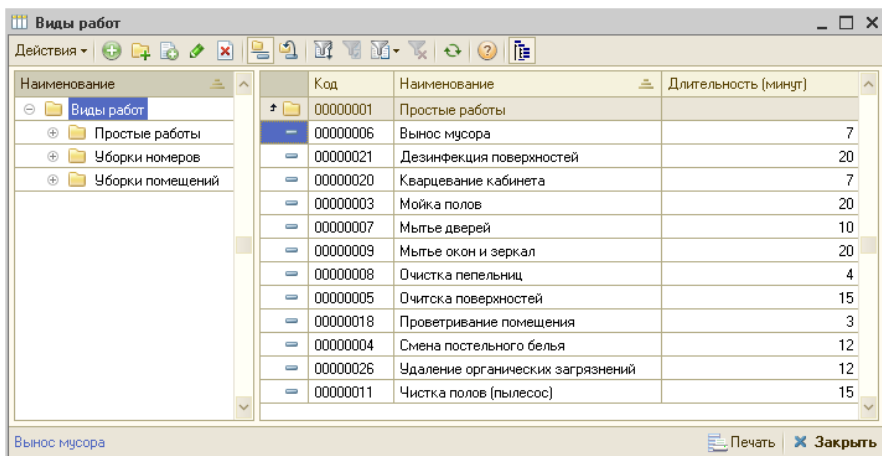 Виды работ
Действия
Наименование
Виды работ
Простые работы
Уборки номеров
Уборки помещений
Код Наименование Длительность (минут)
00000001 Простые работы
00000006 Вынос мусора 7
00000021 Дезинфекция поверхностей 20
00000020 Кварцевание кабинета 7
00000003 Мойка полов 20
00000007 Мытье дверей 10
00000009 Мытье окон и зеркал 20
00000008 Очистка пепельниц 4
00000005 Очитска поверхностей 15
00000018 Проветривание помещения 3
00000004 Смена постельного белья 12
00000026 Удаление органических загрязнений 12
00000011 Чистка полов (пылесос) 15
Вынос мусора Печать Закрыть